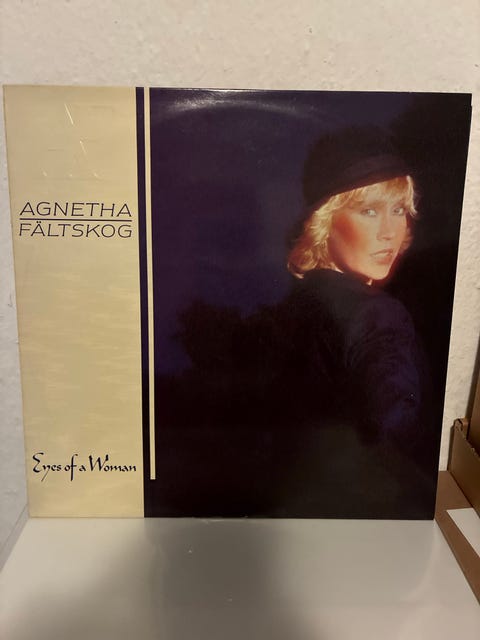 AGNETHA
FÄLTSKOG
Eyes of a Woman